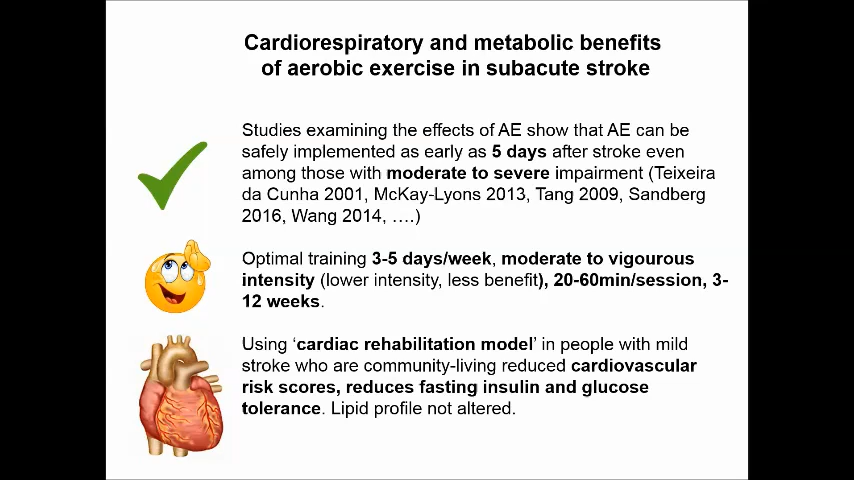 Cardiorespiratory and metabolic benefits
of aerobic exercise in subacute stroke
Studies examining the effects of AE show that AE can be
safely implemented as early as 5 days after stroke even
among those with moderate to severe impairment (Teixeira
da Cunha 2001, McKay-Lyons 2013, Tang 2009, Sandberg
2016, Wang 2014, ….)
Optimal training 3-5 days/week, moderate to vigourous
intensity (lower intensity, less benefit), 20-60min/session, 3-
12 weeks.
Using ‘cardiac rehabilitation model’ in people with mild
stroke who are community-living reduced cardiovascular
risk scores, reduces fasting insulin and glucose
tolerance. Lipid profile not altered.